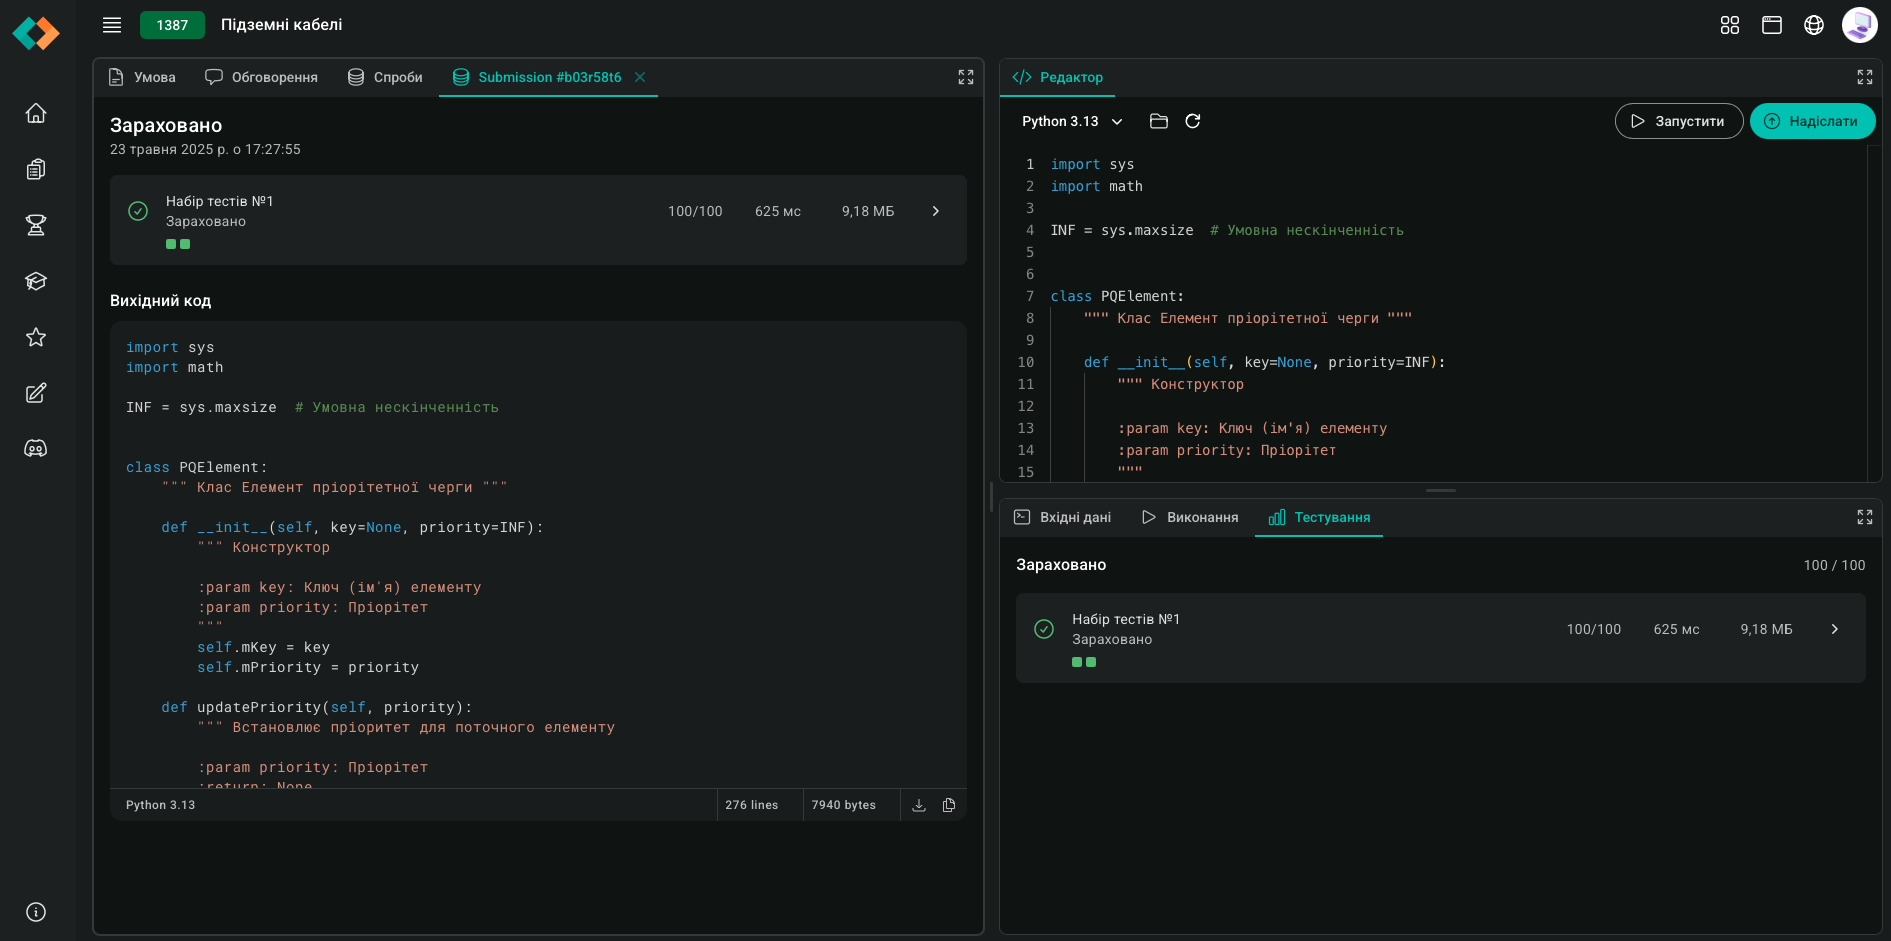 1387 Підземні кабелі
Умова Обговорення Спроби Submission #b03r58t6
Зараховано
23 травня 2025 р. о 17:27:55
Набір тестів №1
Зараховано
100/100 625 мс 9,18 МБ
Вихідний код
import sys
import math
INF = sys.maxsize  # Умовна нескінченність
class PQElement:
    """ Клас Елемент пріорітетної черги """
    def __init__(self, key=None, priority=INF):
        """ Конструктор
        :param key: Ключ (ім'я) елементу
        :param priority: Пріорітет
        """
        self.mKey = key
        self.mPriority = priority
    def updatePriority(self, priority):
        """ Встановлює пріоритет для поточного елементу
        :param priority: Пріорітет
        :return: None
Python 3.13 276 lines 7940 bytes
Редактор
Python 3.13 Запустити Надіслати
1 import sys
2 import math
3
4 INF = sys.maxsize  # Умовна нескінченність
5
6
7 class PQElement:
8     """ Клас Елемент пріорітетної черги """
9
10     def __init__(self, key=None, priority=INF):
11         """ Конструктор
12
13         :param key: Ключ (ім'я) елементу
14         :param priority: Пріорітет
15         """
Вхідні дані Виконання Тестування
Зараховано 100 / 100
Набір тестів №1
Зараховано
100/100 625 мс 9,18 МБ